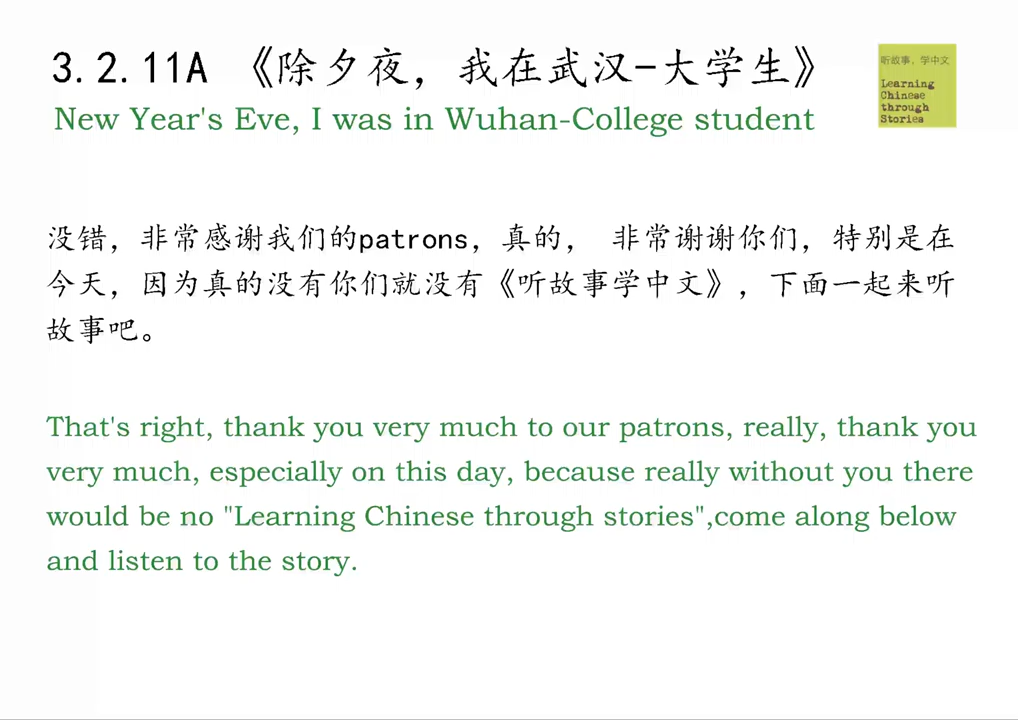 3.2.11A 《除夕夜，我在武汉-大学生》
New Year's Eve, I was in Wuhan-College student
听故事，学中文
Learning
Chinese
through
Stories
没错，非常感谢我们的patrons，真的， 非常谢谢你们，特别是在
今天，因为真的没有你们就没有《听故事学中文》，下面一起来听
故事吧。
That's right, thank you very much to our patrons, really, thank you
very much, especially on this day, because really without you there
would be no "Learning Chinese through stories",come along below
and listen to the story.